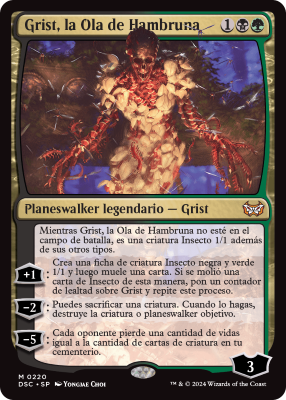 Grist, la Ola de Hambruna 1
Planeswalker legendario — Grist
Mientras Grist, la Ola de Hambruna no esté en el
campo de batalla, es una criatura Insecto 1/1 además
de sus otros tipos.
+1: Crea una ficha de criatura Insecto negra y verde
1/1 y luego muele una carta. Si se molió una
carta de Insecto de esta manera, pon un contador de
lealtad sobre Grist y repite este proceso.
−2: Puedes sacrificar una criatura. Cuando lo hagas,
destruye la criatura o planeswalker objetivo.
−5: Cada oponente pierde una cantidad de vidas
igual a la cantidad de cartas de criatura en
tu cementerio.
3
M 0220
DSC • SP Yongjae Choi
™ & © 2024 Wizards of the Coast